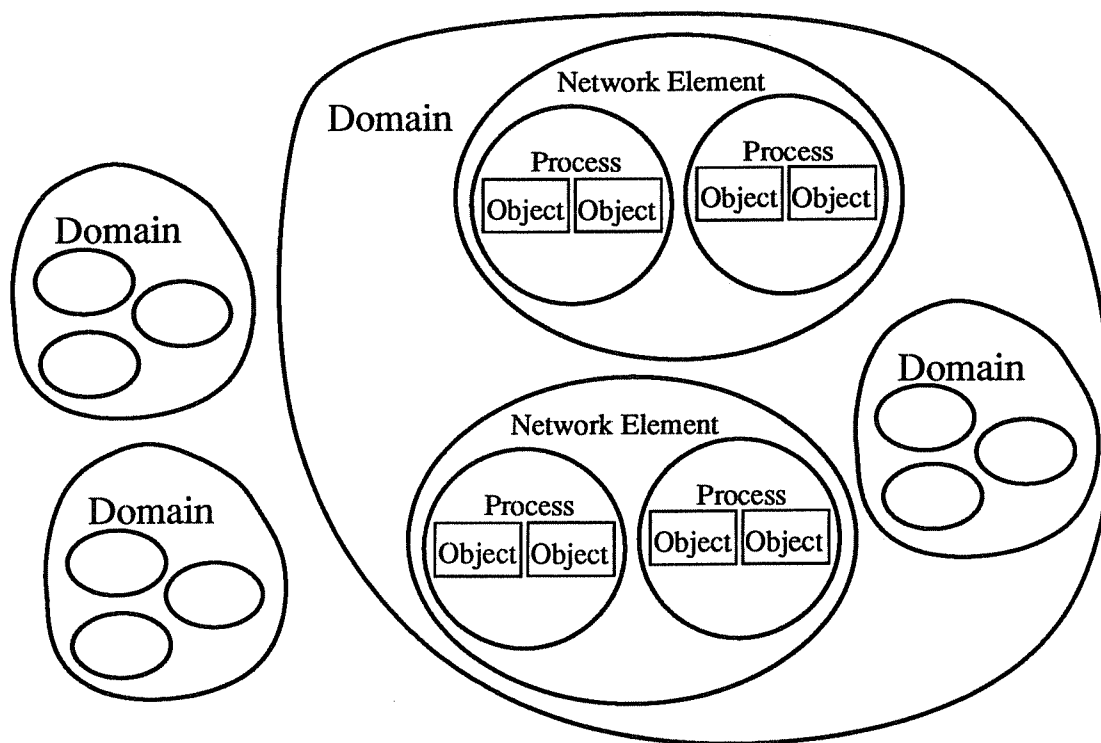 Network Element
Domain
Process
Object Object
Process
Object Object
Domain
Domain
Network Element
Process
Object Object
Process
Object Object
Domain